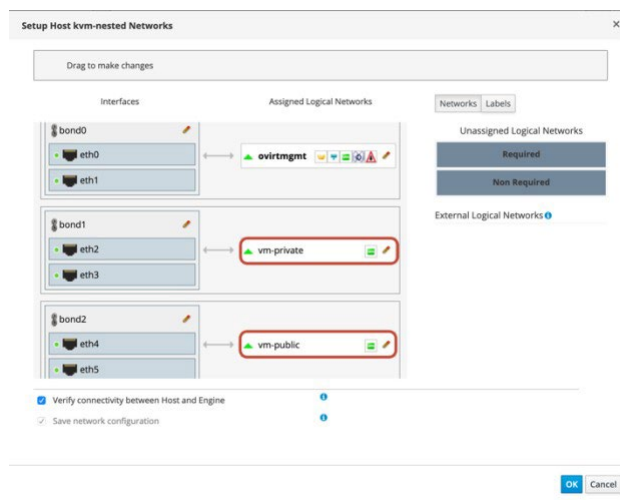 Setup Host kvm-nested Networks
Drag to make changes
Interfaces
Assigned Logical Networks
Networks
Labels
bond0
eth0
ovirtmgmt
eth1
Unassigned Logical Networks
Required
Non Required
External Logical Networks
bond1
eth2
vm-private
eth3
bond2
eth4
vm-public
eth5
Verify connectivity between Host and Engine
Save network configuration
OK
Cancel